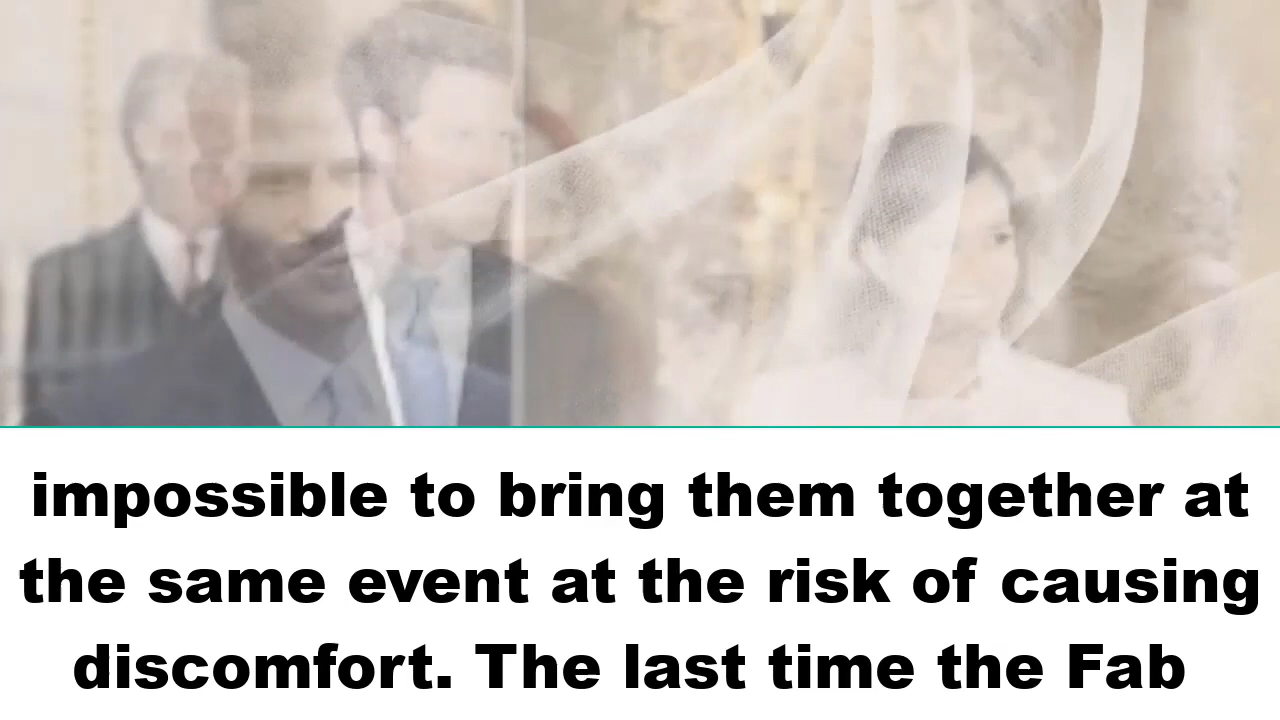 impossible to bring them together at
the same event at the risk of causing
discomfort. The last time the Fab